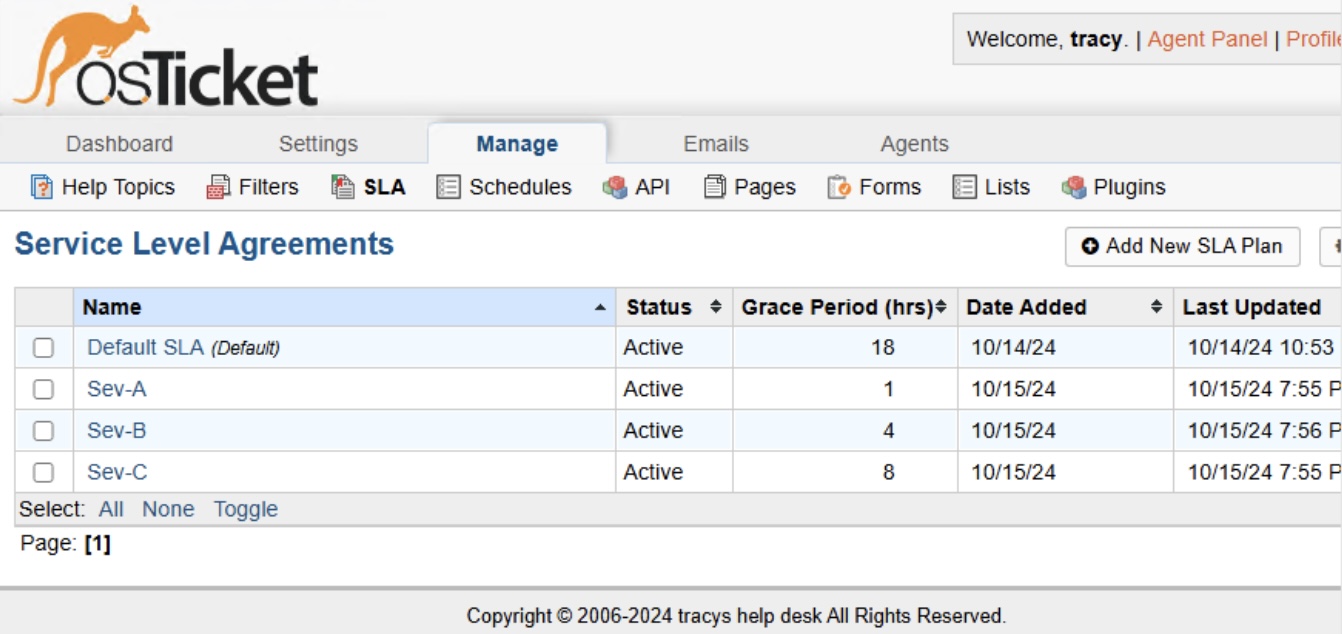 osTicket
Welcome, tracy. | Agent Panel | Profile
Dashboard Settings Manage Emails Agents
Help Topics Filters SLA Schedules API Pages Forms Lists Plugins
Service Level Agreements Add New SLA Plan
Name Status Grace Period (hrs) Date Added Last Updated
Default SLA (Default) Active 18 10/14/24 10/14/24 10:53
Sev-A Active 1 10/15/24 10/15/24 7:55 P
Sev-B Active 4 10/15/24 10/15/24 7:56 P
Sev-C Active 8 10/15/24 10/15/24 7:55 P
Select: All None Toggle
Page: [1]
Copyright © 2006-2024 tracys help desk All Rights Reserved.